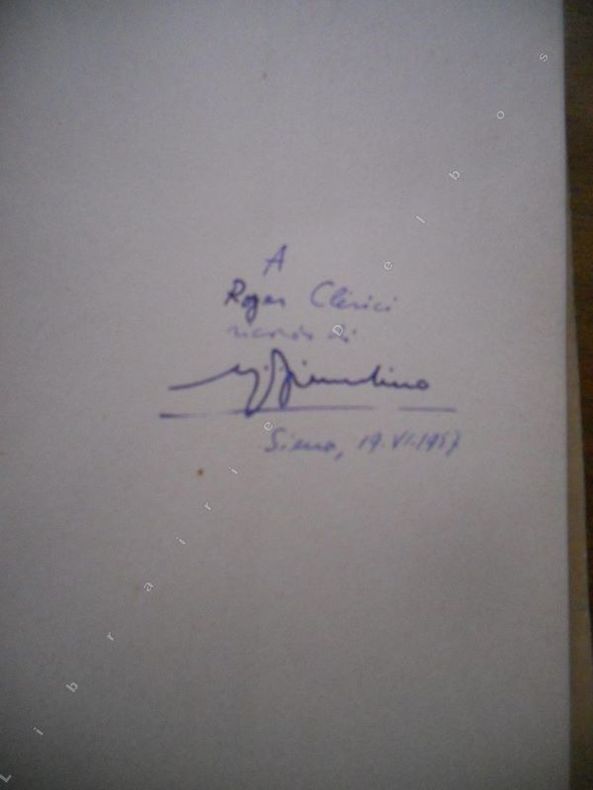 A
Roger Clerici
ricordo di
Siena, 19.VI.1957
Librairie Delbos